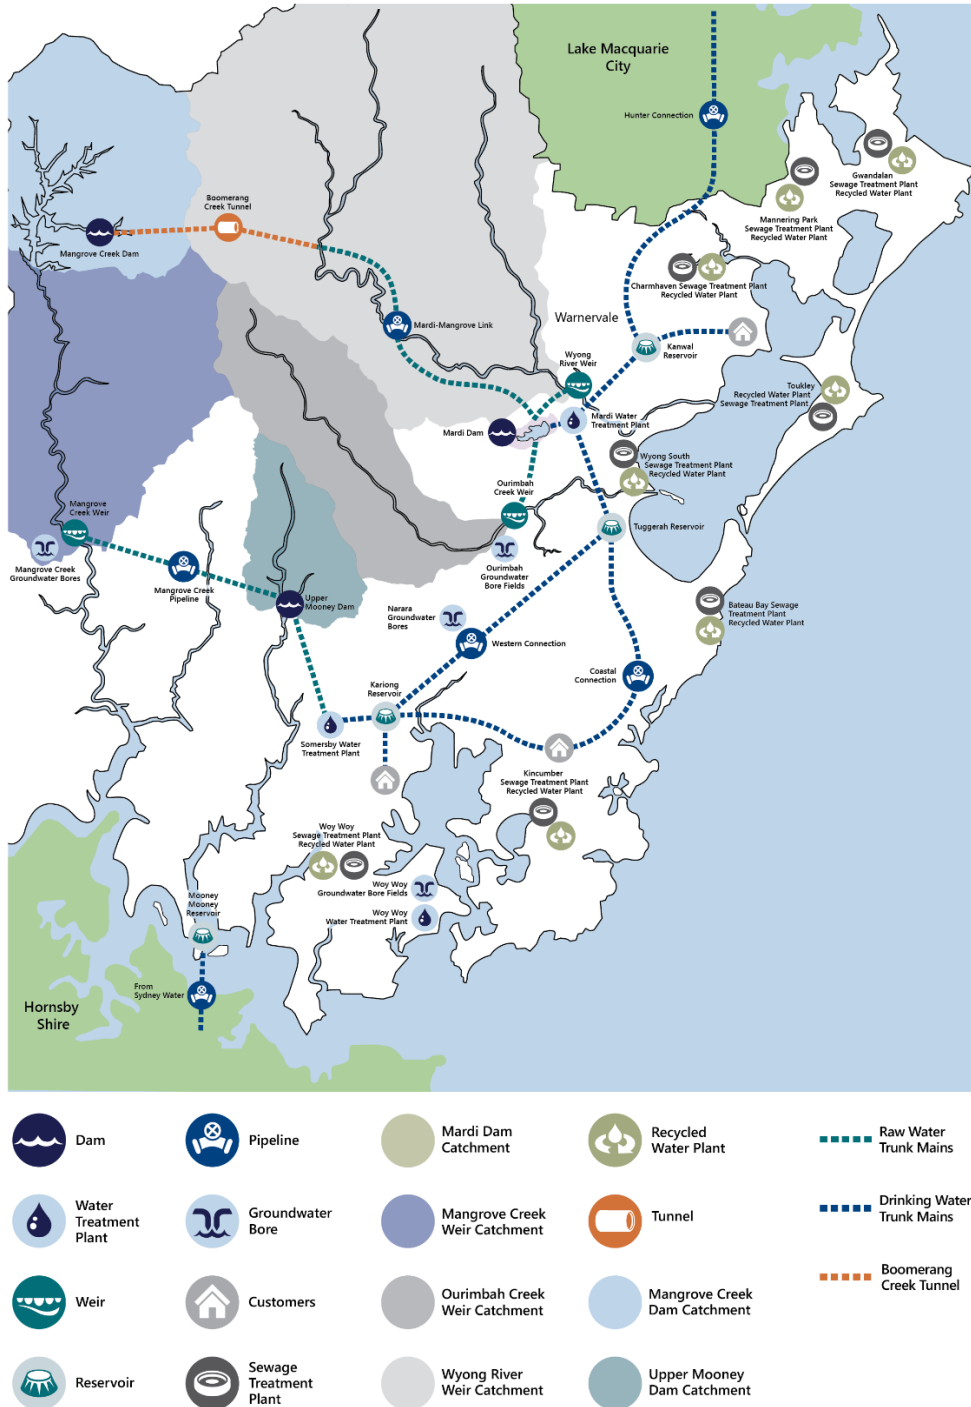 Lake Macquarie
City
Hunter Connection
Gwandalan
Sewage Treatment Plant
Recycled Water Plant
Mannering Park
Sewage Treatment Plant
Recycled Water Plant
Boomerang
Creek Tunnel
Mangrove Creek Dam
Charmhaven Sewage Treatment Plant
Recycled Water Plant
Mardi-Mangrove Link
Warnervale
Kanwal
Reservoir
Wyong
River Weir
Toukley
Recycled Water Plant
Sewage Treatment Plant
Mardi Dam
Mardi Water
Treatment Plant
Wyong South
Sewage Treatment Plant
Recycled Water Plant
Ourimbah
Creek Weir
Mangrove
Creek Weir
Tuggerah Reservoir
Mangrove Creek
Groundwater Bores
Mangrove Creek
Pipeline
Ourimbah
Groundwater
Bore Fields
Upper
Mooney Dam
Narara
Groundwater
Bores
Bateau Bay Sewage
Treatment Plant
Recycled Water Plant
Western Connection
Coastal
Connection
Kariong
Reservoir
Somersby Water
Treatment Plant
Kincumber
Sewage Treatment Plant
Recycled Water Plant
Woy Woy
Sewage Treatment Plant
Recycled Water Plant
Woy Woy
Groundwater Bore Fields
Woy Woy
Water Treatment Plant
Mooney
Mooney
Reservoir
From
Sydney Water
Hornsby
Shire
Dam
Pipeline
Mardi Dam
Catchment
Recycled
Water Plant
Raw Water
Trunk Mains
Water
Treatment
Plant
Groundwater
Bore
Mangrove Creek
Weir Catchment
Tunnel
Drinking Water
Trunk Mains
Weir
Customers
Ourimbah Creek
Weir Catchment
Mangrove Creek
Dam Catchment
Boomerang
Creek Tunnel
Reservoir
Sewage
Treatment
Plant
Wyong River
Weir Catchment
Upper Mooney
Dam Catchment